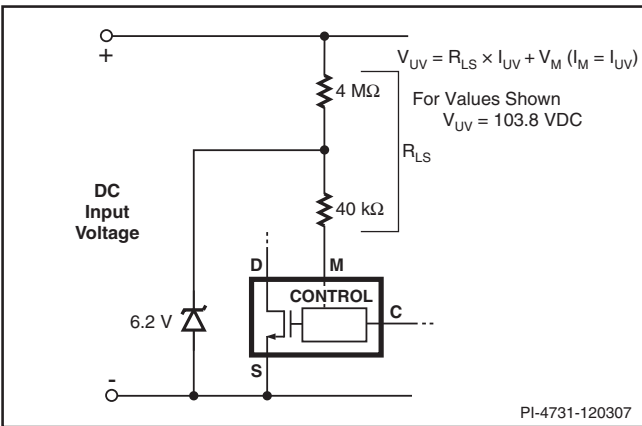 +
V_UV = R_LS × I_UV + V_M (I_M = I_UV)
4 MΩ
For Values Shown
V_UV = 103.8 VDC
R_LS
DC
Input
Voltage
40 kΩ
D
M
CONTROL
C
6.2 V
S
-
PI-4731-120307